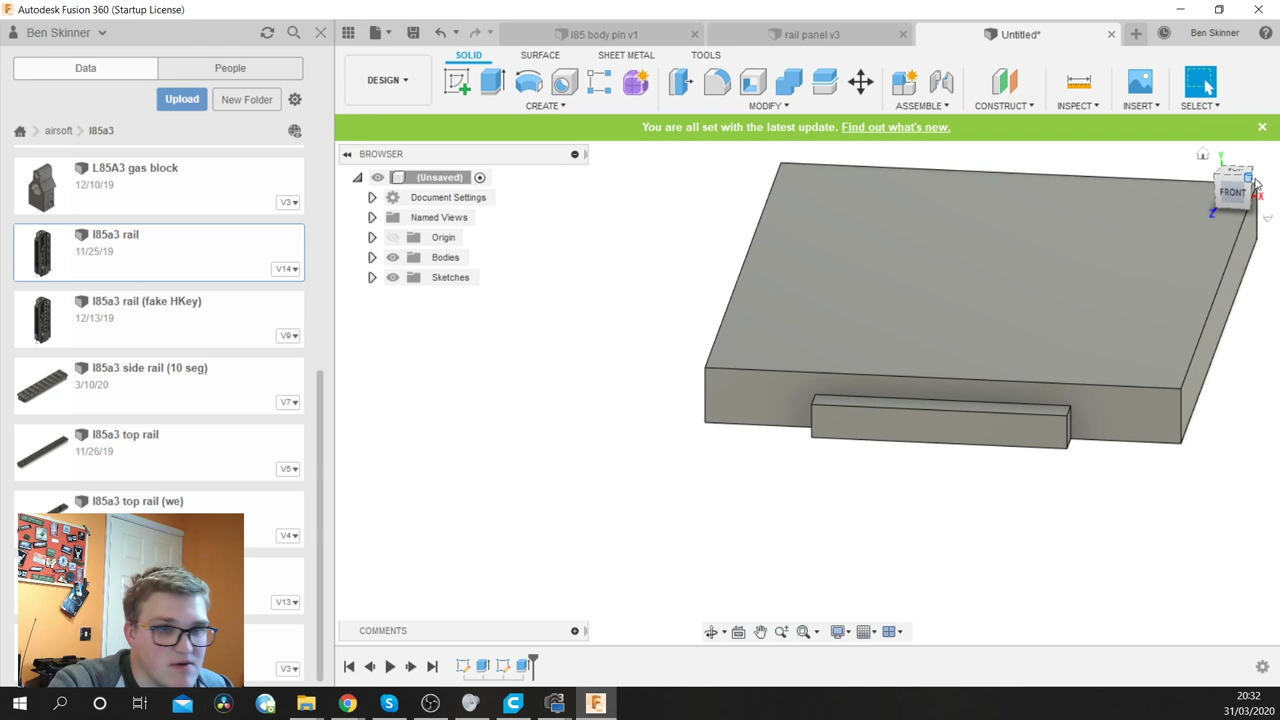 Autodesk Fusion 360 (Startup License)
Ben Skinner
l85 body pin v1
rail panel v3
Untitled*
Ben Skinner
Data
People
Upload
New Folder
airsoft
l85a3
L85A3 gas block
12/10/19
V3
l85a3 rail
11/25/19
V14
l85a3 rail (fake HKey)
12/13/19
V9
l85a3 side rail (10 seg)
3/10/20
V7
l85a3 top rail
11/26/19
V5
l85a3 top rail (we)
V4
V13
V3
DESIGN
SOLID
SURFACE
SHEET METAL
TOOLS
CREATE
MODIFY
ASSEMBLE
CONSTRUCT
INSPECT
INSERT
SELECT
You are all set with the latest update. Find out what's new.
BROWSER
(Unsaved)
Document Settings
Named Views
Origin
Bodies
Sketches
Y
FRONT
X
Z
COMMENTS
20:32
31/03/2020